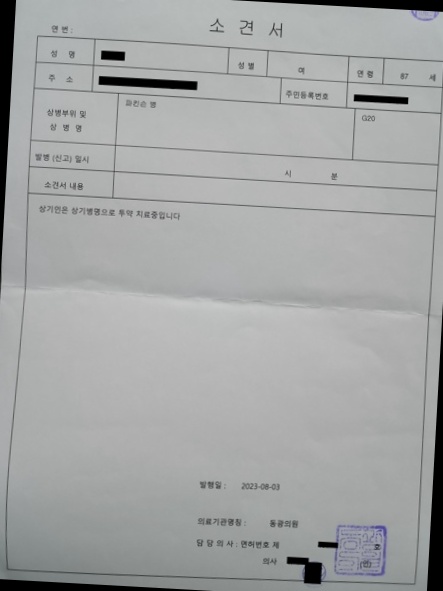 소 견 서
연 번 :
성 명
성 별 여 연 령 87 세
주 소 주민등록번호
상병부위 및 상 병 명 파킨슨 병 G20
발병 (신고) 일시 시 분
소견서 내용
상기인은 상기병명으로 투약 치료중입니다
발행일 : 2023-08-03
의료기관명칭 : 동광의원
담 당 의 사 : 면허번호 제 호
의사 (인)